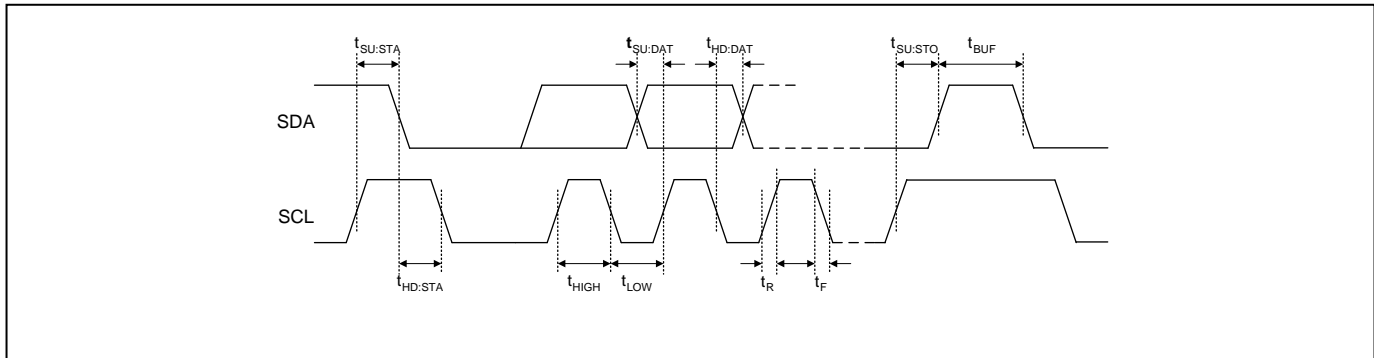 tSU:STA tSU:DAT tHD:DAT tSU:STO tBUF
SDA
SCL
tHD:STA tHIGH tLOW tR tF